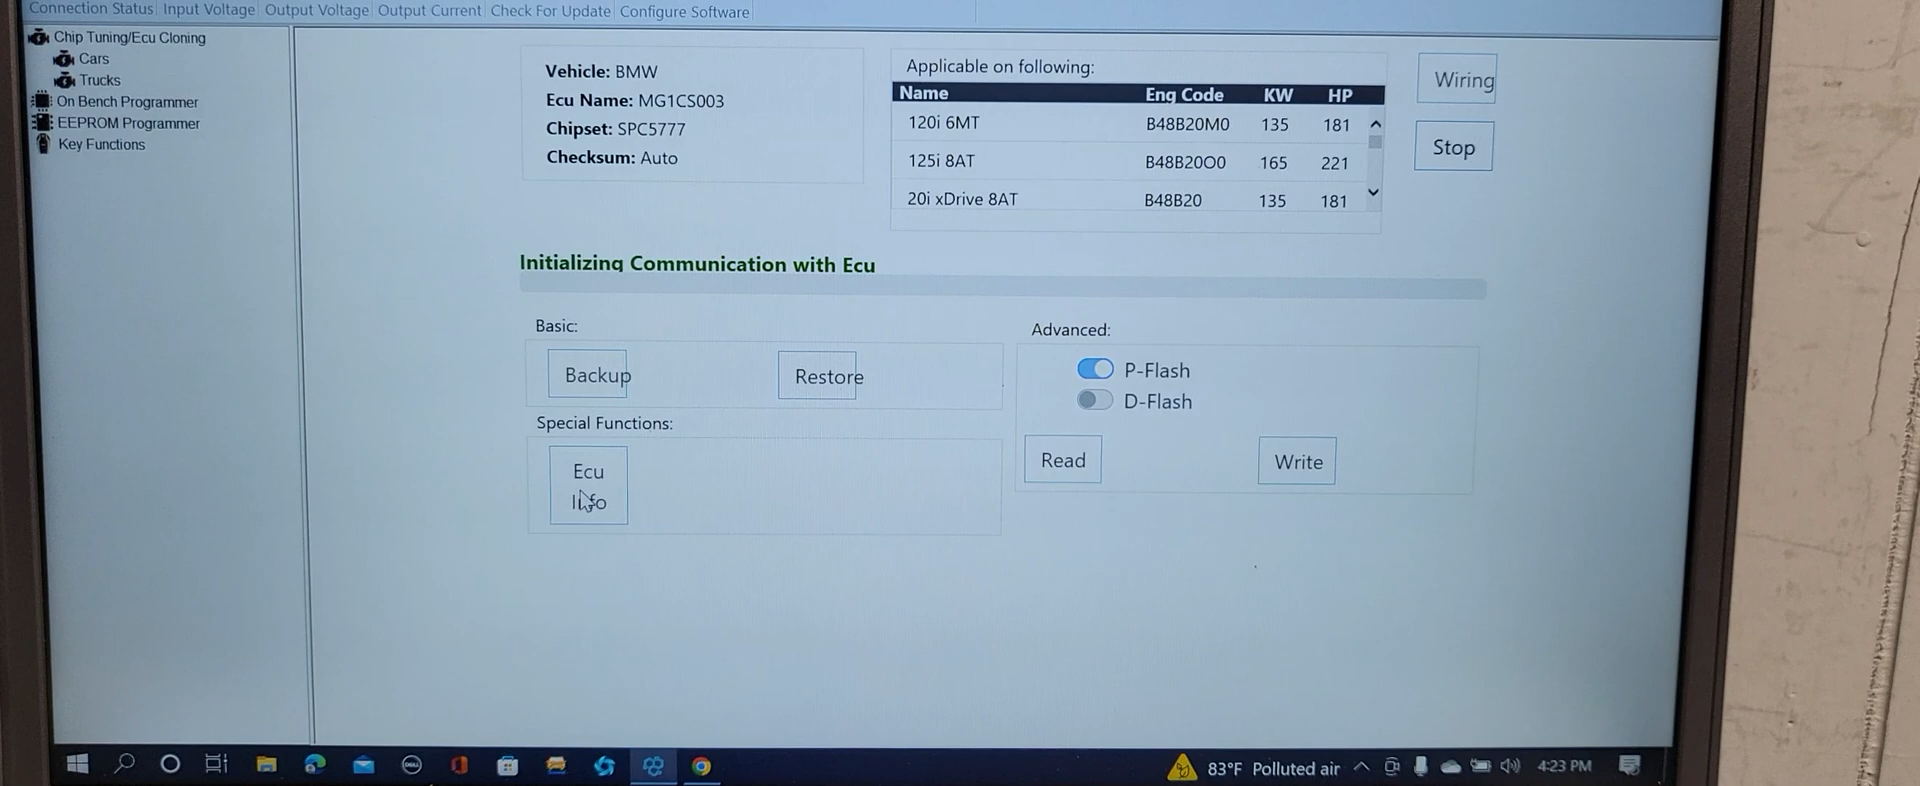 Connection Status Input Voltage Output Voltage Output Current Check For Update Configure Software
Chip Tuning/Ecu Cloning
Cars
Trucks
On Bench Programmer
EEPROM Programmer
Key Functions
Vehicle: BMW
Ecu Name: MG1CS003
Chipset: SPC5777
Checksum: Auto
Applicable on following:
Name Eng Code KW HP
120i 6MT B48B20M0 135 181
125i 8AT B48B20O0 165 221
20i xDrive 8AT B48B20 135 181
Wiring
Stop
Initializing Communication with Ecu
Basic:
Backup Restore
Special Functions:
Ecu
Info
Advanced:
P-Flash
D-Flash
Read Write
DELL
83°F Polluted air 4:23 PM